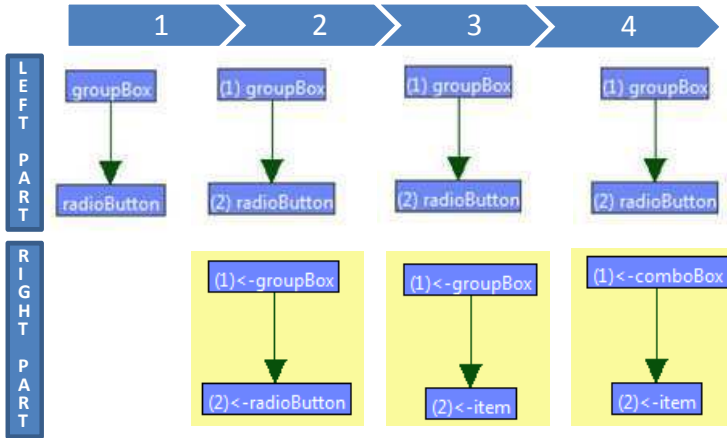 1 2 3 4
LEFT PART
groupBox (1) groupBox (1) groupBox (1) groupBox
radioButton (2) radioButton (2) radioButton (2) radioButton
RIGHT PART
(1)<-groupBox (1)<-groupBox (1)<-comboBox
(2)<-radioButton (2)<-item (2)<-item